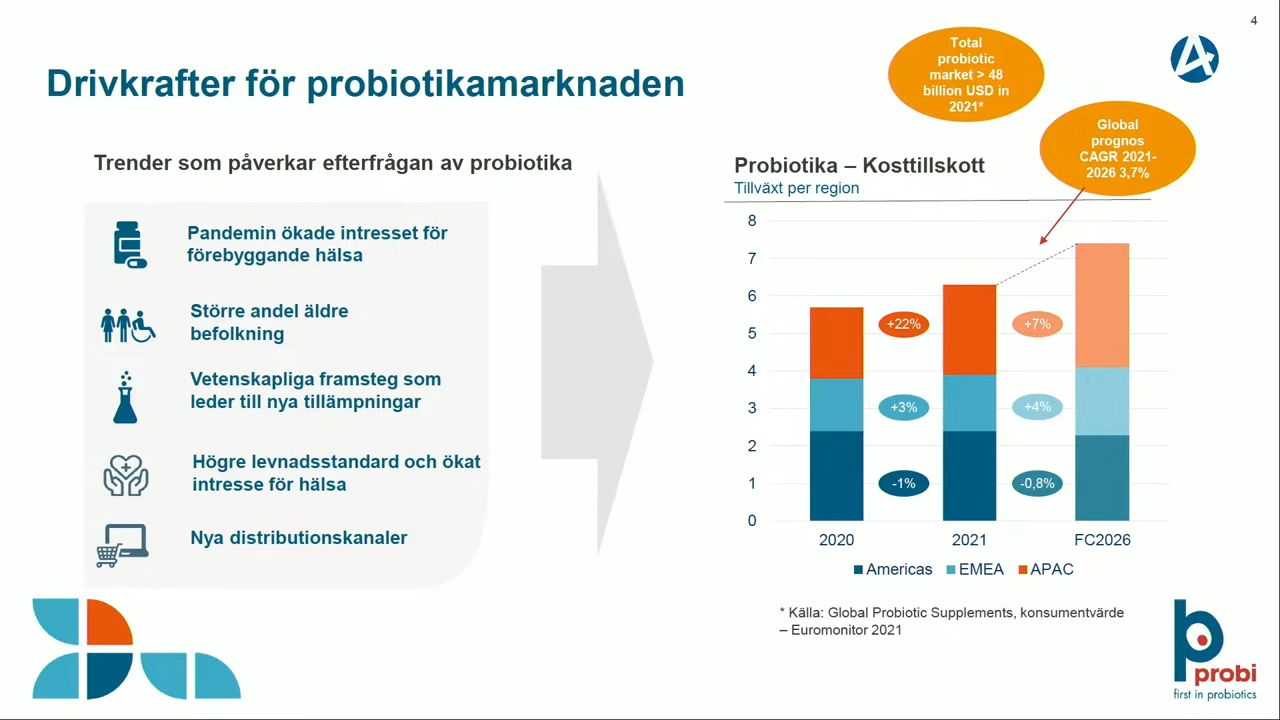 4
Drivkrafter för probiotikamarknaden
Total
probiotic
market > 48
billion USD in
2021*
Global
prognos
CAGR 2021-
2026 3,7%
Trender som påverkar efterfrågan av probiotika
Pandemin ökade intresset för
förebyggande hälsa
Större andel äldre
befolkning
Vetenskapliga framsteg som
leder till nya tillämpningar
Högre levnadsstandard och ökat
intresse för hälsa
Nya distributionskanaler
Probiotika – Kosttillskott
Tillväxt per region
8
7
6
5
4
3
2
1
0
+22%
+7%
+3%
+4%
-1%
-0,8%
2020 2021 FC2026
Americas EMEA APAC
* Källa: Global Probiotic Supplements, konsumentvärde
– Euromonitor 2021
probi
first in probiotics